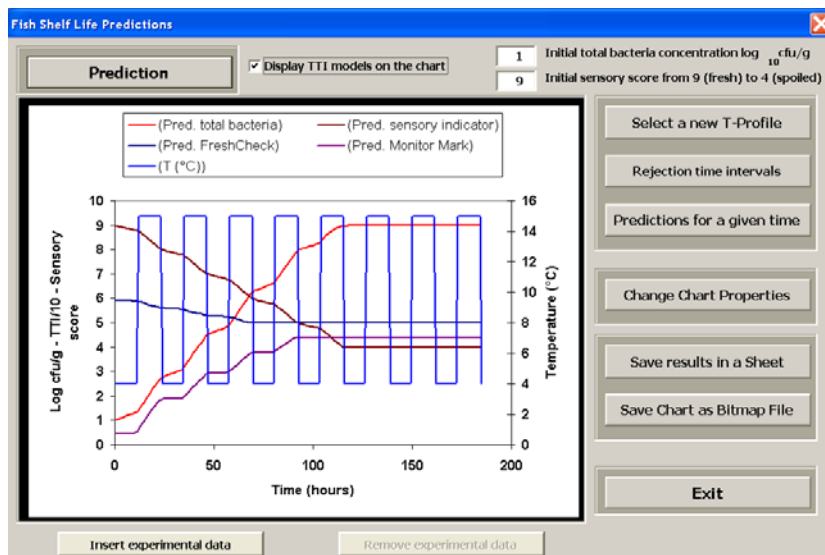 Fish Shelf Life Predictions
Prediction
Display TTI models on the chart
1 Initial total bacteria concentration log 10 cfu/g
9 Initial sensory score from 9 (fresh) to 4 (spoiled)
(Pred. total bacteria) (Pred. sensory indicator)
(Pred. FreshCheck) (Pred. Monitor Mark)
(T (°C))
Log cfu/g - TTI/10 - Sensory
score
10
9
8
7
6
5
4
3
2
1
0
16
14
12
10
8
6
4
2
0
Temperature (°C)
0 50 100 150 200
Time (hours)
Select a new T-Profile
Rejection time intervals
Predictions for a given time
Change Chart Properties
Save results in a Sheet
Save Chart as Bitmap File
Exit
Insert experimental data
Remove experimental data